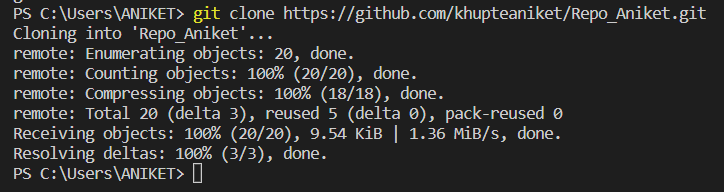 PS C:\Users\ANIKET> git clone https://github.com/khupteaniket/Repo_Aniket.git
Cloning into 'Repo_Aniket'...
remote: Enumerating objects: 20, done.
remote: Counting objects: 100% (20/20), done.
remote: Compressing objects: 100% (18/18), done.
remote: Total 20 (delta 3), reused 5 (delta 0), pack-reused 0
Receiving objects: 100% (20/20), 9.54 KiB | 1.36 MiB/s, done.
Resolving deltas: 100% (3/3), done.
PS C:\Users\ANIKET>